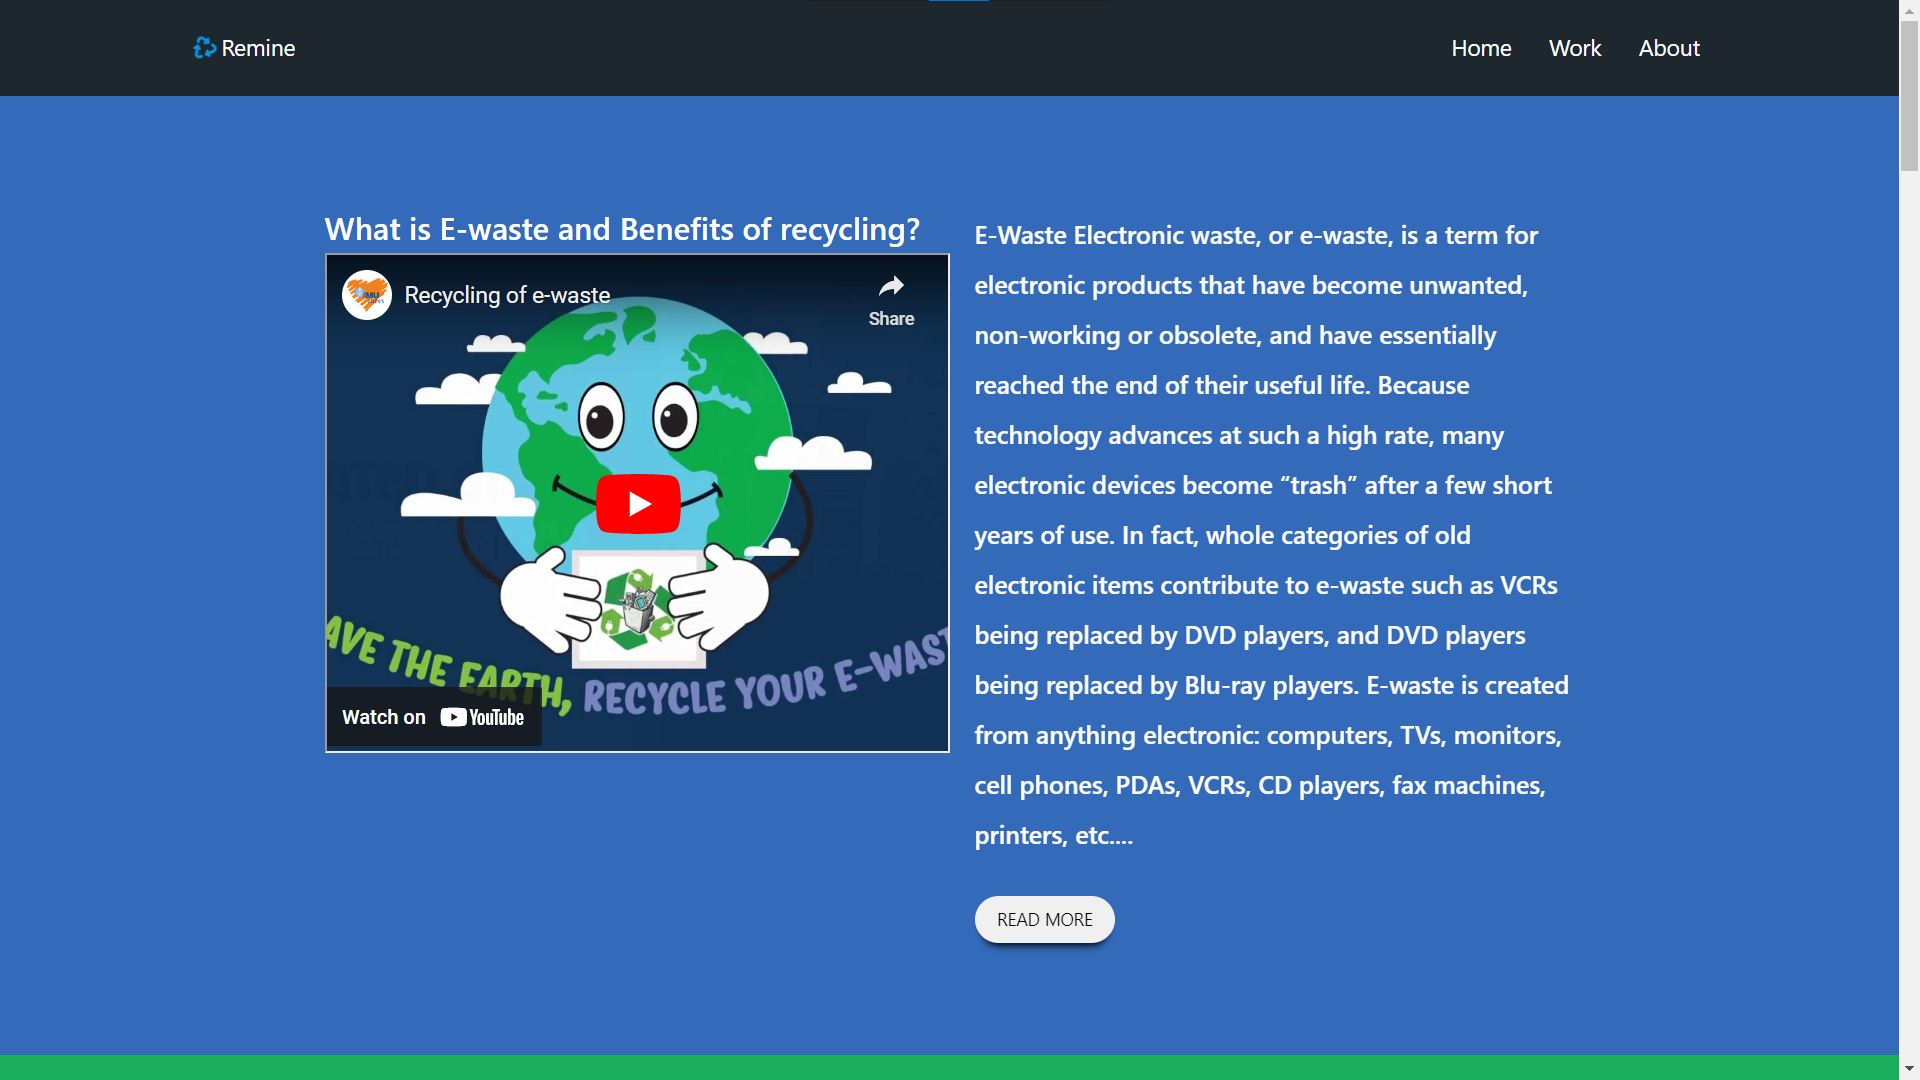 Remine
Home
Work
About
What is E-waste and Benefits of recycling?
Recycling of e-waste
Share
AVE THE EARTH, RECYCLE YOUR E-WAST
Watch on YouTube
E-Waste Electronic waste, or e-waste, is a term for
electronic products that have become unwanted,
non-working or obsolete, and have essentially
reached the end of their useful life. Because
technology advances at such a high rate, many
electronic devices become “trash” after a few short
years of use. In fact, whole categories of old
electronic items contribute to e-waste such as VCRs
being replaced by DVD players, and DVD players
being replaced by Blu-ray players. E-waste is created
from anything electronic: computers, TVs, monitors,
cell phones, PDAs, VCRs, CD players, fax machines,
printers, etc....
READ MORE